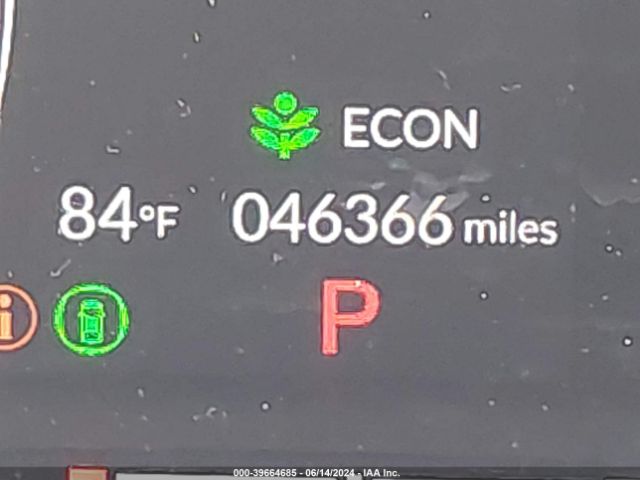 ECON
84°F 046366 miles
i P
000-39664685 - 06/14/2024 - IAA Inc.